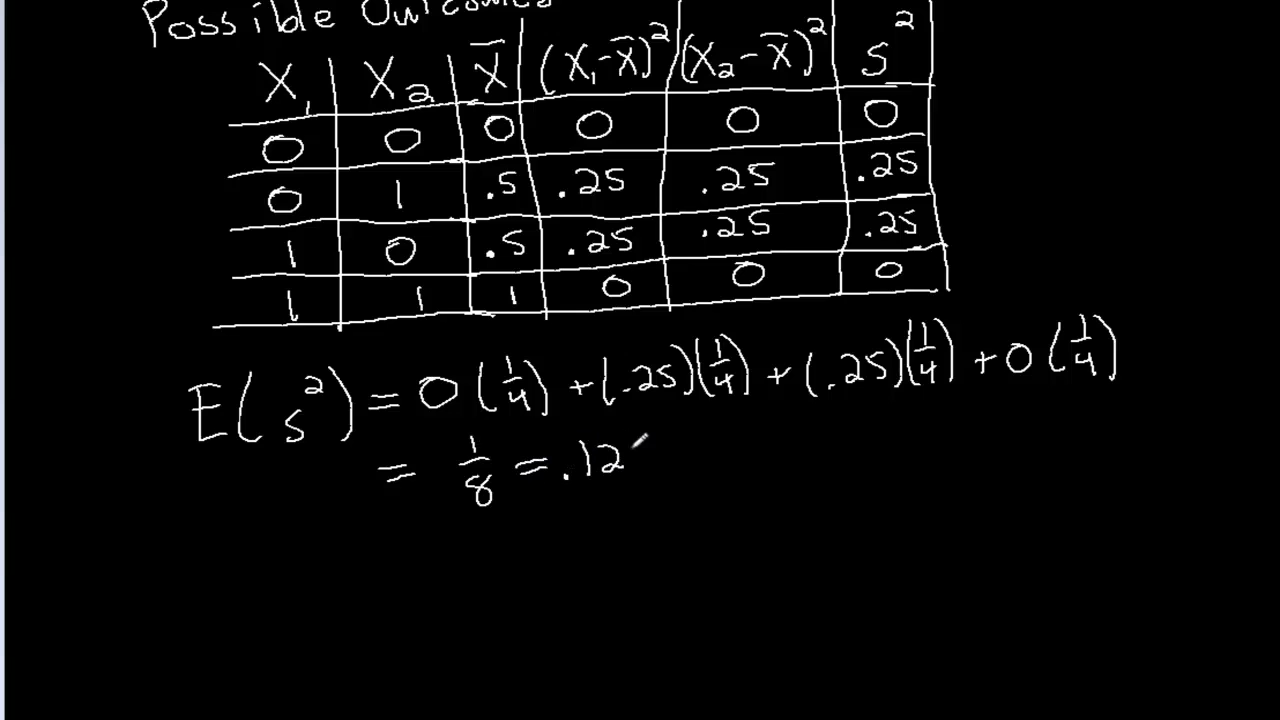 Possible Outcomes
X₁ X₂ X̄ (X₁-X̄)² (X₂-X̄)² S²
0 0 0 0 0 0
0 1 .5 .25 .25 .25
1 0 .5 .25 .25 .25
1 1 1 0 0 0
E(S²) = 0(1/4) + (.25)(1/4) + (.25)(1/4) + 0(1/4)
= 1/8 = .12